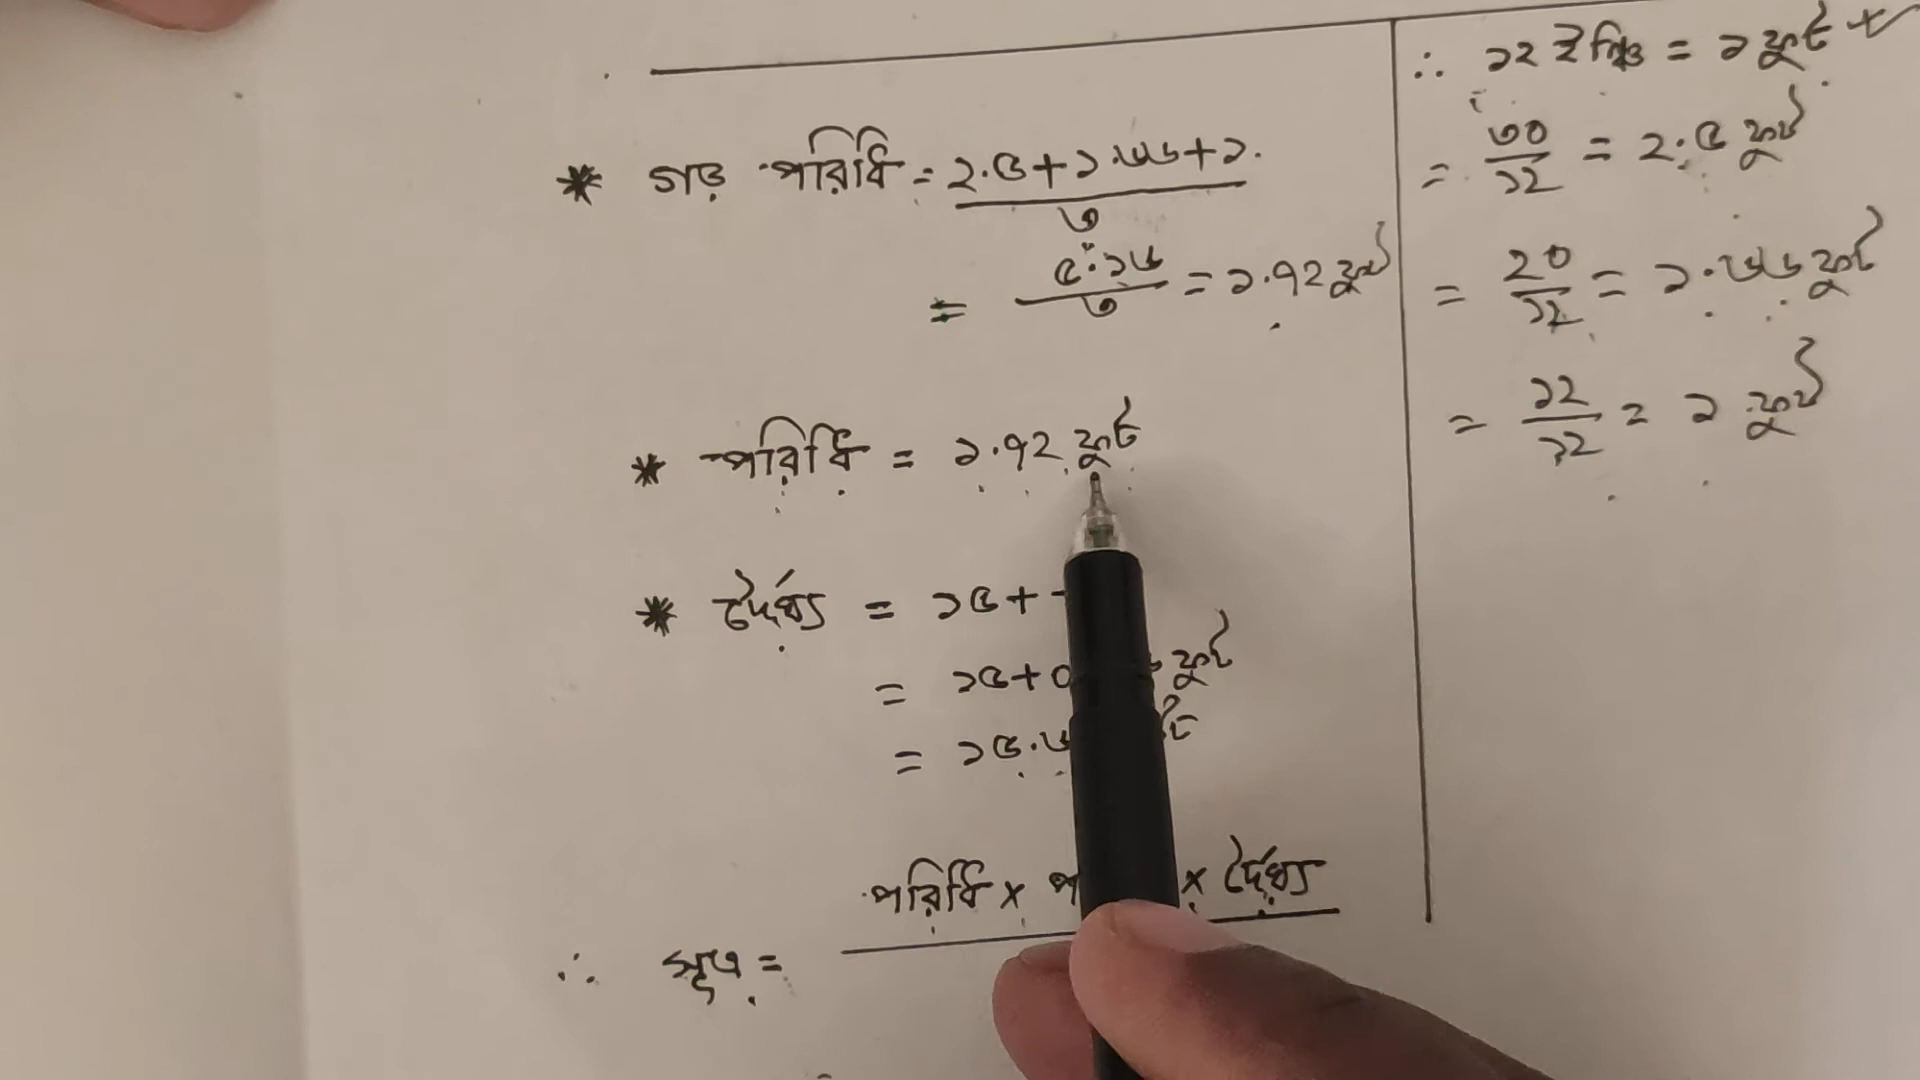 * গড় পরিধি = ২.৫+১.৬৬+১
৩
= ৫.১৬ / ৩ = ১.৭২ ফুট
* পরিধি = ১.৭২ ফুট
* দৈর্ঘ্য = ১৫+
= ১৫+০ ফুট
= ১৫.৬
পরিধি × প × দৈর্ঘ্য
∴ সূত্র =
∴ ১২ ইঞ্চি = ১ ফুট
= ৩০ / ১২ = ২.৫ ফুট
= ২০ / ১২ = ১.৬৬ ফুট
= ১২ / ১২ = ১ ফুট